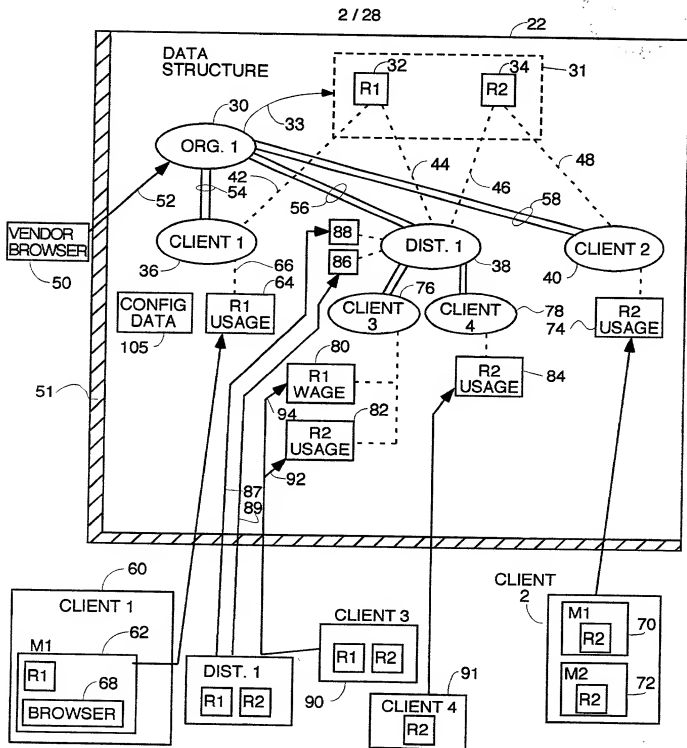 2 / 28
22
DATA
STRUCTURE
32
34
31
R1
R2
30
33
ORG. 1
42
44
46
48
52
54
56
58
VENDOR
BROWSER
50
CLIENT 1
36
66
64
88
86
DIST. 1
38
76
CLIENT 2
40
CONFIG
DATA
105
R1
USAGE
CLIENT
3
CLIENT
4
78
74
R2
USAGE
51
80
R1
WAGE
94
82
R2
USAGE
92
R2
USAGE
84
87
89
60
CLIENT 1
62
M1
R1
68
BROWSER
DIST. 1
R1
R2
CLIENT 3
R1
R2
90
91
CLIENT 4
R2
CLIENT
2
M1
R2
70
M2
R2
72